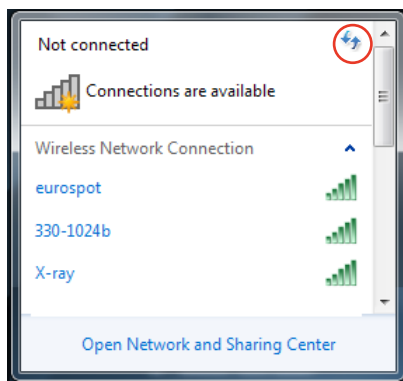 Not connected
Connections are available
Wireless Network Connection
eurospot
330-1024b
X-ray
Open Network and Sharing Center